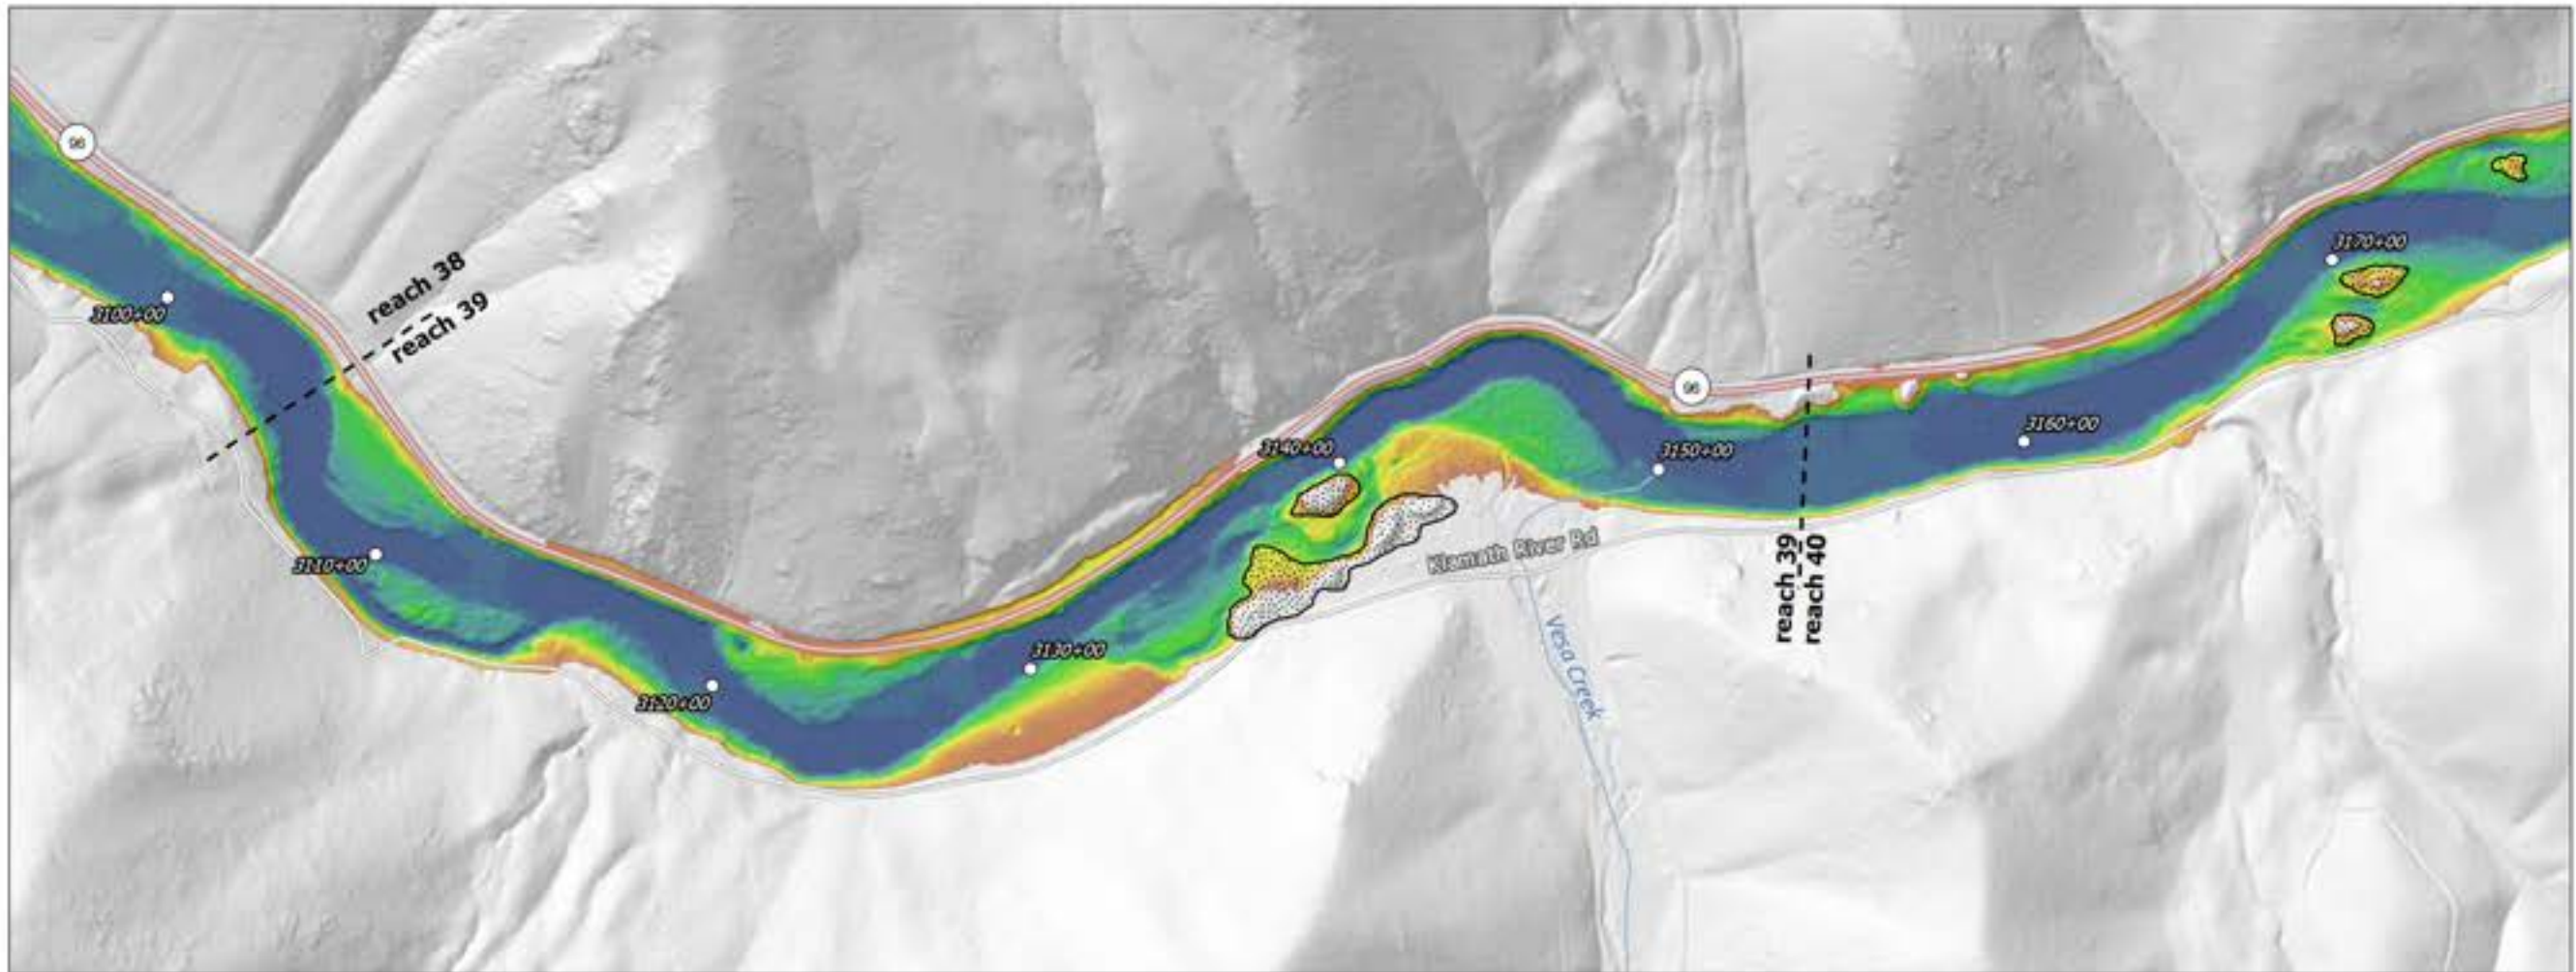 96
reach 38
reach 39
3100+00
3110+00
3120+00
3130+00
3140+00
96
3150+00
3160+00
3170+00
Klamath River Rd
Vesa Creek
reach 39
reach 40